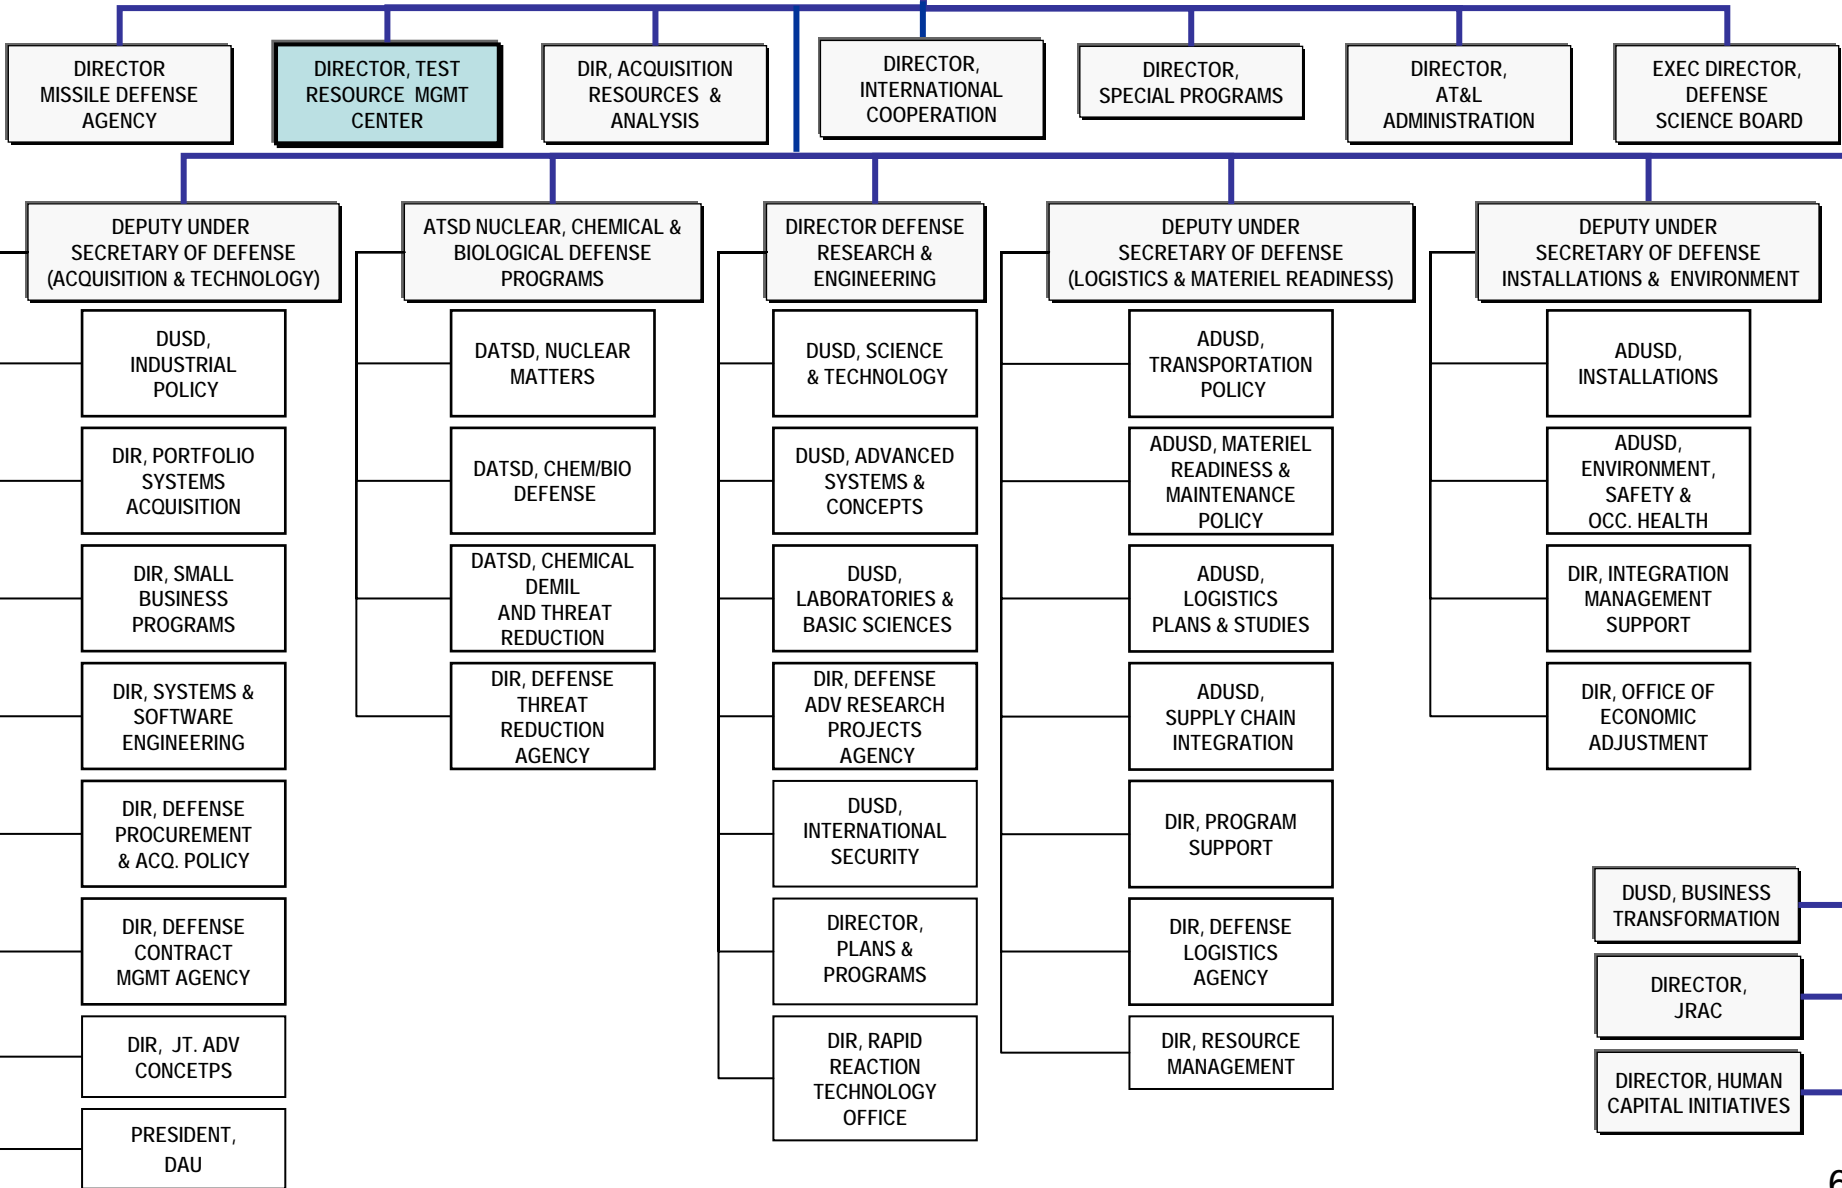 DIRECTOR
MISSILE DEFENSE
AGENCY
DIRECTOR, TEST
RESOURCE MGMT
CENTER
DIR, ACQUISITION
RESOURCES &
ANALYSIS
DIRECTOR,
INTERNATIONAL
COOPERATION
DIRECTOR,
SPECIAL PROGRAMS
DIRECTOR,
AT&L
ADMINISTRATION
EXEC DIRECTOR,
DEFENSE
SCIENCE BOARD
DEPUTY UNDER
SECRETARY OF DEFENSE
(ACQUISITION & TECHNOLOGY)
DUSD,
INDUSTRIAL
POLICY
DIR, PORTFOLIO
SYSTEMS
ACQUISITION
DIR, SMALL
BUSINESS
PROGRAMS
DIR, SYSTEMS &
SOFTWARE
ENGINEERING
DIR, DEFENSE
PROCUREMENT
& ACQ. POLICY
DIR, DEFENSE
CONTRACT
MGMT AGENCY
DIR, JT. ADV
CONCETPS
PRESIDENT,
DAU
ATSD NUCLEAR, CHEMICAL &
BIOLOGICAL DEFENSE
PROGRAMS
DATSD, NUCLEAR
MATTERS
DATSD, CHEM/BIO
DEFENSE
DATSD, CHEMICAL
DEMIL
AND THREAT
REDUCTION
DIR, DEFENSE
THREAT
REDUCTION
AGENCY
DIRECTOR DEFENSE
RESEARCH &
ENGINEERING
DUSD, SCIENCE
& TECHNOLOGY
DUSD, ADVANCED
SYSTEMS &
CONCEPTS
DUSD,
LABORATORIES &
BASIC SCIENCES
DIR, DEFENSE
ADV RESEARCH
PROJECTS
AGENCY
DUSD,
INTERNATIONAL
SECURITY
DIRECTOR,
PLANS &
PROGRAMS
DIR, RAPID
REACTION
TECHNOLOGY
OFFICE
DEPUTY UNDER
SECRETARY OF DEFENSE
(LOGISTICS & MATERIEL READINESS)
ADUSD,
TRANSPORTATION
POLICY
ADUSD, MATERIEL
READINESS &
MAINTENANCE
POLICY
ADUSD,
LOGISTICS
PLANS & STUDIES
ADUSD,
SUPPLY CHAIN
INTEGRATION
DIR, PROGRAM
SUPPORT
DIR, DEFENSE
LOGISTICS
AGENCY
DIR, RESOURCE
MANAGEMENT
DEPUTY UNDER
SECRETARY OF DEFENSE
INSTALLATIONS & ENVIRONMENT
ADUSD,
INSTALLATIONS
ADUSD,
ENVIRONMENT,
SAFETY &
OCC. HEALTH
DIR, INTEGRATION
MANAGEMENT
SUPPORT
DIR, OFFICE OF
ECONOMIC
ADJUSTMENT
DUSD, BUSINESS
TRANSFORMATION
DIRECTOR,
JRAC
DIRECTOR, HUMAN
CAPITAL INITIATIVES